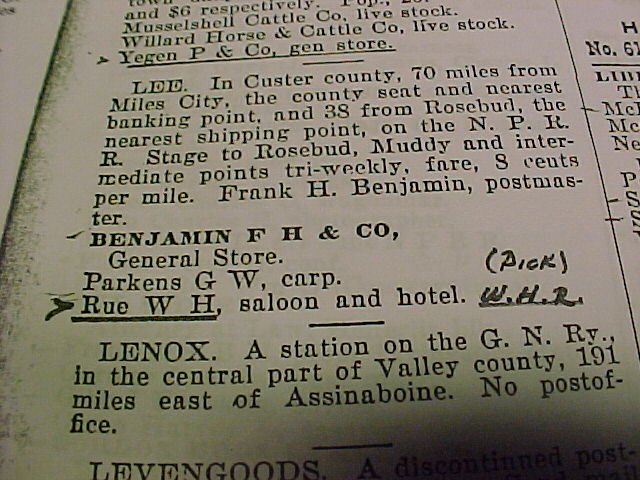 and $6 respectively. Pop.,
Musselshell Cattle Co, live stock.
Willard Horse & Cattle Co, live stock.
Yegen P & Co, gen store.
LEE. In Custer county, 70 miles from
Miles City, the county seat and nearest
banking point, and 38 from Rosebud, the
nearest shipping point, on the N. P. R.
R. Stage to Rosebud, Muddy and inter-
mediate points tri-weekly, fare, 8 cents
per mile. Frank H. Benjamin, postmas-
ter.
BENJAMIN F H & CO,
General Store.
Parkens G W, carp.
(DICK)
Rue W H, saloon and hotel. W.H.R.
LENOX. A station on the G. N. Ry.,
in the central part of Valley county, 191
miles east of Assinaboine. No postof-
fice.
LEVENGOODS. A discontinued post-
H
No. 61